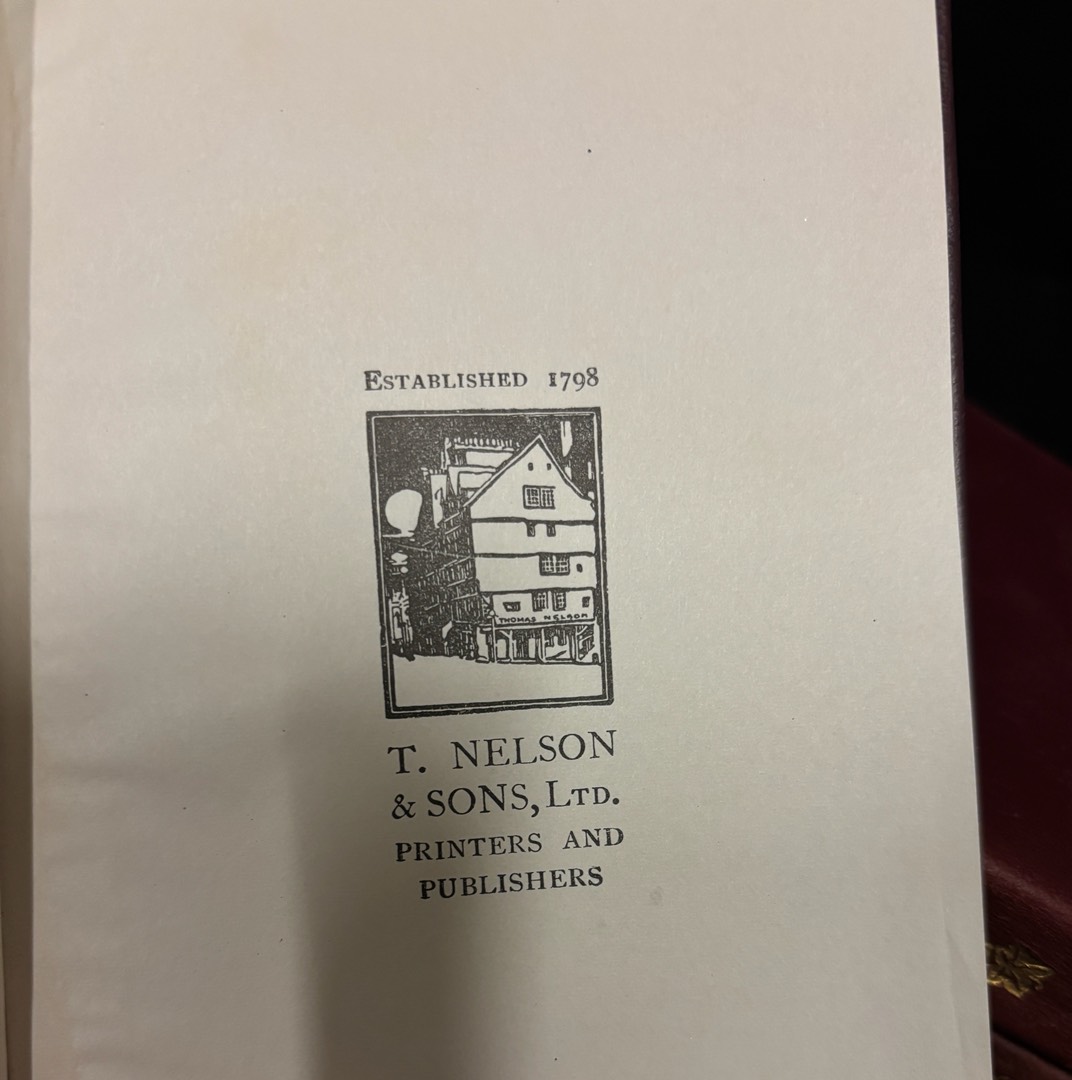 ESTABLISHED 1798
THOMAS NELSON
T. NELSON
& SONS, LTD.
PRINTERS AND
PUBLISHERS